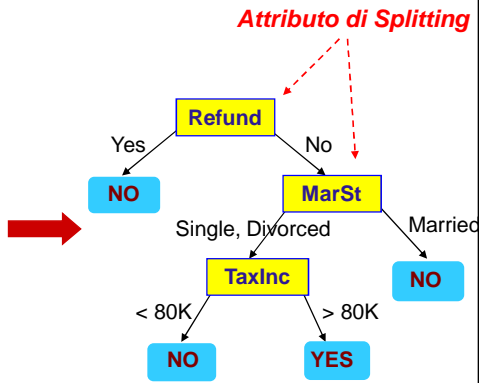 Attributo di Splitting
Refund
Yes
No
NO
MarSt
Single, Divorced
Married
TaxInc
NO
< 80K
> 80K
NO
YES